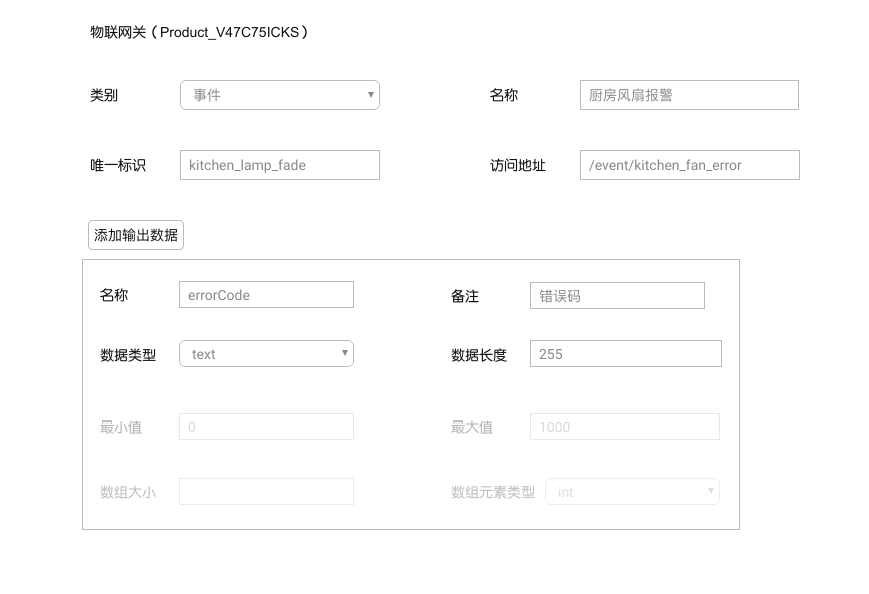 物联网关（Product_V47C75ICKS）
类别 事件 名称 厨房风扇报警
唯一标识 kitchen_lamp_fade 访问地址 /event/kitchen_fan_error
添加输出数据
名称 errorCode 备注 错误码
数据类型 text 数据长度 255
最小值 0 最大值 1000
数组大小 数组元素类型 int